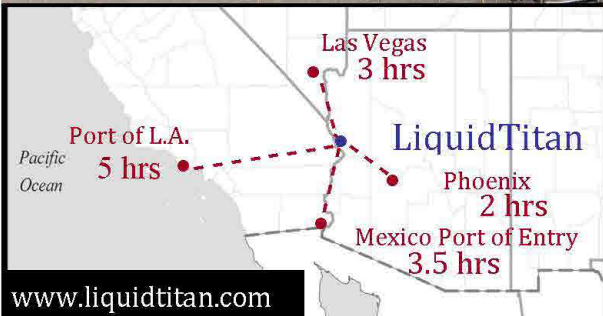 Las Vegas
3 hrs
Port of L.A.
5 hrs
Pacific
Ocean
LiquidTitan
Phoenix
2 hrs
Mexico Port of Entry
3.5 hrs
www.liquidtitan.com